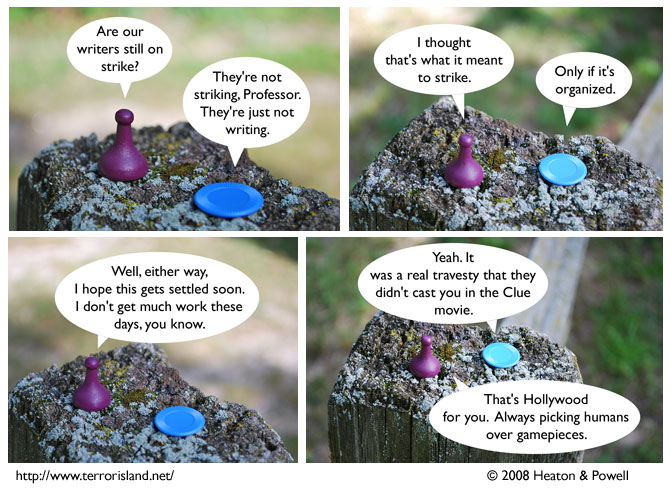 Are our
writers still on
strike?
They're not
striking, Professor.
They're just not
writing.
I thought
that's what it meant
to strike.
Only if it's
organized.
Well, either way,
I hope this gets settled soon.
I don't get much work these
days, you know.
Yeah. It
was a real travesty that they
didn't cast you in the Clue
movie.
That's Hollywood
for you. Always picking humans
over gamepieces.
http://www.terrorisland.net/
© 2008 Heaton & Powell